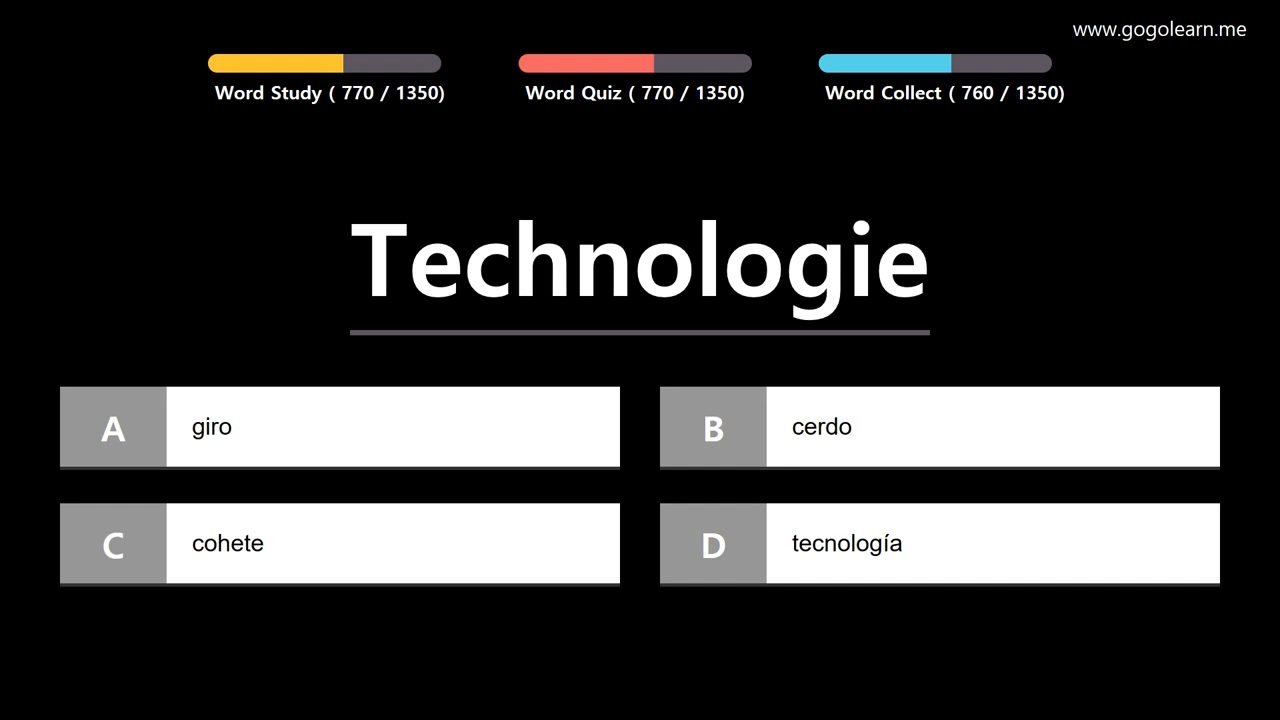 www.gogolearn.me
Word Study ( 770 / 1350)
Word Quiz ( 770 / 1350)
Word Collect ( 760 / 1350)
Technologie
A giro
B cerdo
C cohete
D tecnología